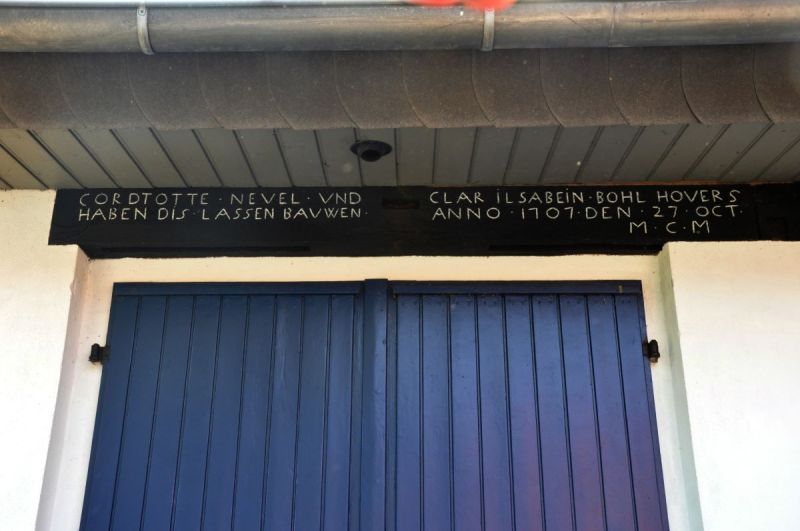 CORDTOTTE · NEVEL · VND CLAR ILSABEIN · BOHL HOVERS
HABEN DIS · LASSEN BAVWEN · ANNO · 1707 · DEN · 27 · OCT ·
M · C · M